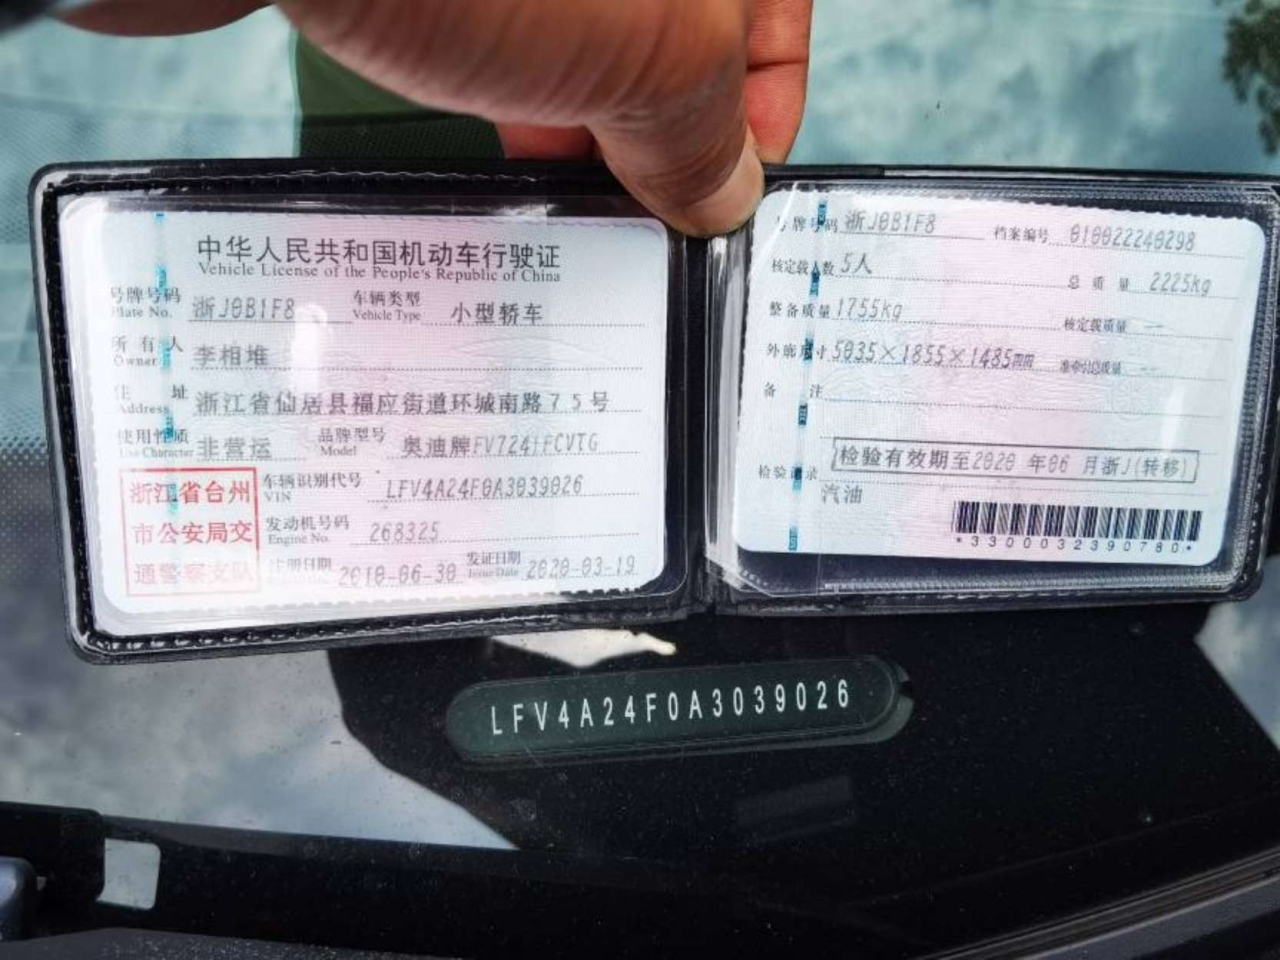 中华人民共和国机动车行驶证
Vehicle License of the People's Republic of China
号牌号码 浙J0B1F8 车辆类型 小型轿车
Plate No. Vehicle Type
所有人 李相堆
Owner
住址 浙江省仙居县福应街道环城南路75号
Address
使用性质 非营运 品牌型号 奥迪牌FV7241FCVTG
Use Character Model
浙江省台州
市公安局交
通警察支队
车辆识别代号 LFV4A24F0A3039026
VIN
发动机号码 268325
Engine No.
注册日期 2010-06-30 发证日期 2020-03-19
Issue Date
号牌号码 浙J0B1F8 档案编号 010022240298
核定载人数 5人 总质量 2225kg
整备质量 1755kg 核定载质量 --
外廓尺寸 5035×1855×1485mm 准牵引总质量 --
备注
检验记录 检验有效期至2020年06月浙J(转移)
汽油
*3300032390780*
LFV4A24F0A3039026